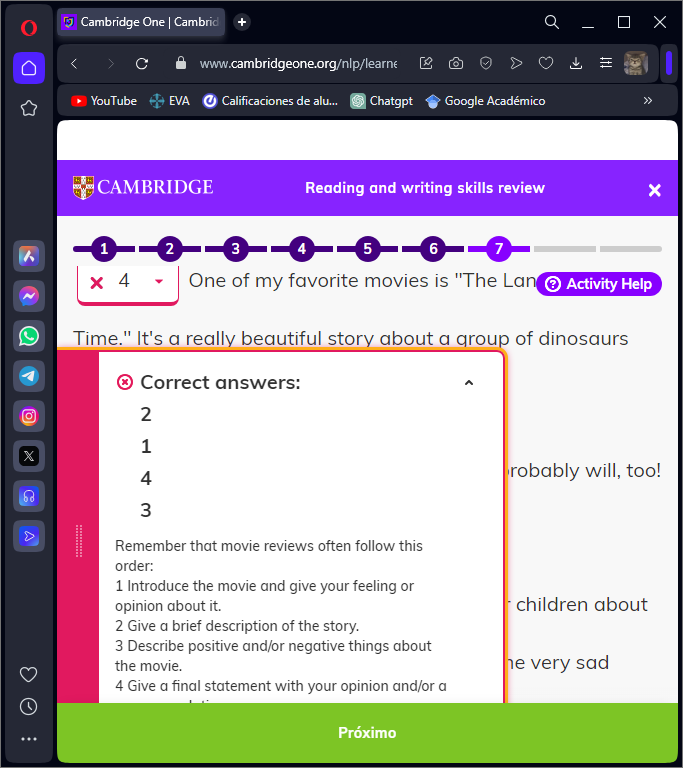 Cambridge One | Cambrid
www.cambridgeone.org/nlp/learne
YouTube
EVA
Calificaciones de alu...
Chatgpt
Google Académico
CAMBRIDGE
Reading and writing skills review
1 2 3 4 5 6 7
4
One of my favorite movies is "The Lan
Activity Help
Time." It's a really beautiful story about a group of dinosaurs
Correct answers:
2
1
4
3
probably will, too!
Remember that movie reviews often follow this
order:
1 Introduce the movie and give your feeling or
opinion about it.
2 Give a brief description of the story.
children about
3 Describe positive and/or negative things about
the movie.
very sad
4 Give a final statement with your opinion and/or a
Próximo